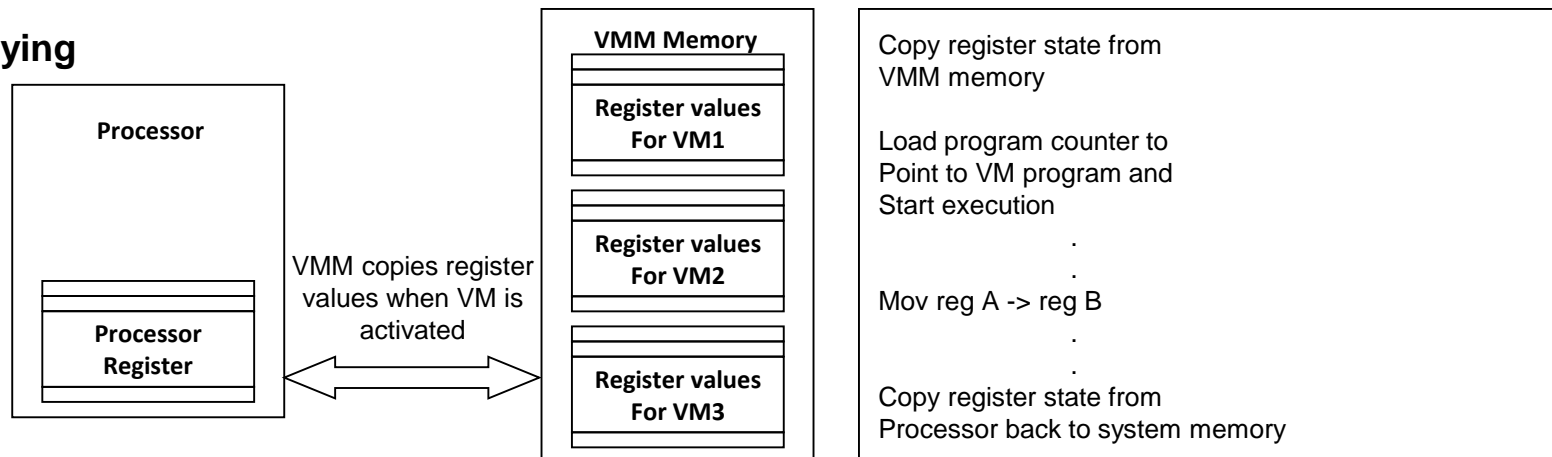 ying
Processor
Processor
Register
VMM copies register
values when VM is
activated
VMM Memory
Register values
For VM1
Register values
For VM2
Register values
For VM3
Copy register state from
VMM memory
Load program counter to
Point to VM program and
Start execution
.
.
Mov reg A -> reg B
.
.
Copy register state from
Processor back to system memory